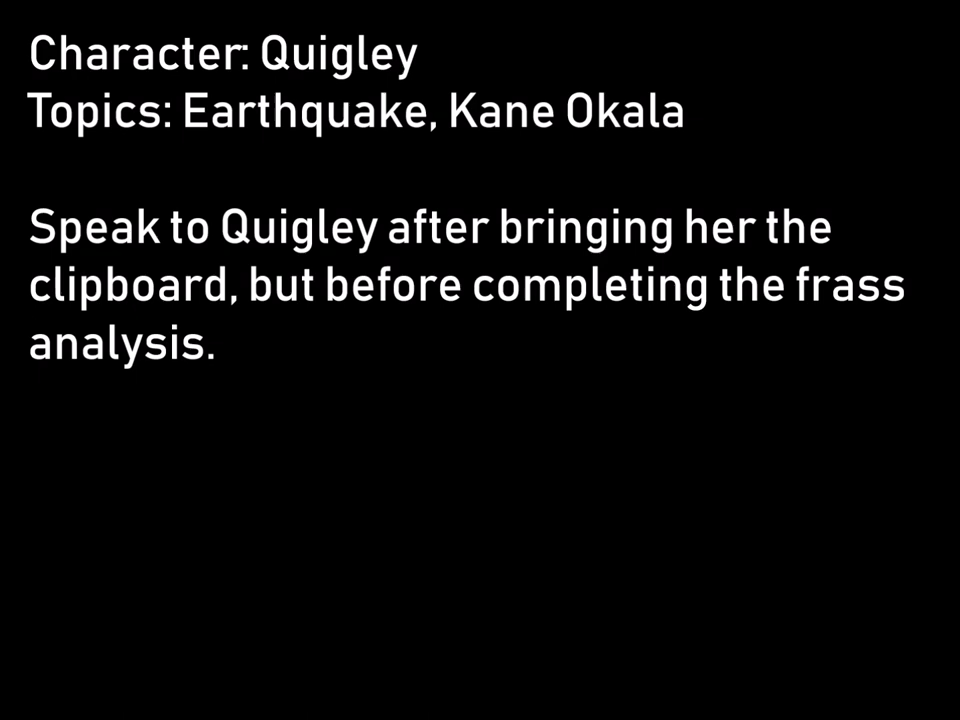 Character: Quigley
Topics: Earthquake, Kane Okala
Speak to Quigley after bringing her the
clipboard, but before completing the frass
analysis.